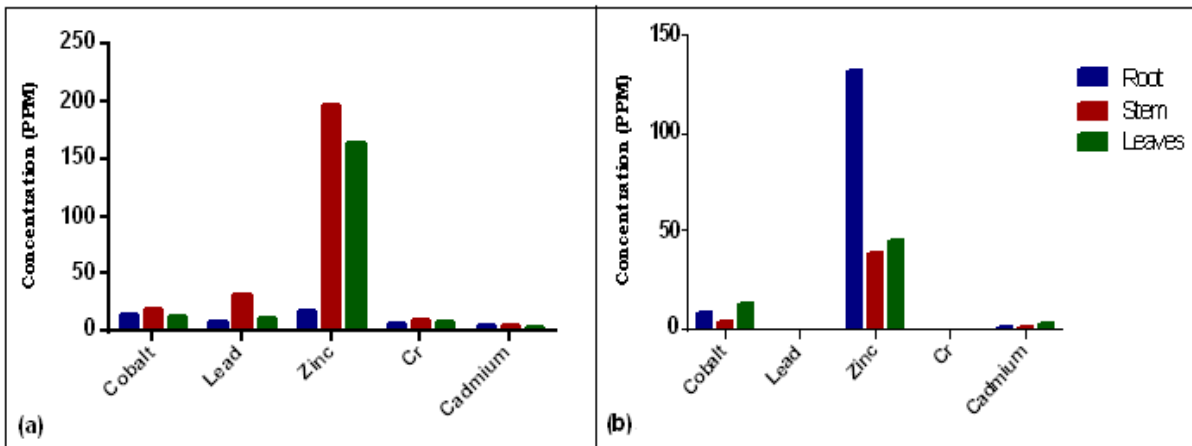 250
200
150
100
50
0
Concentration (PPM)
Cobalt
Lead
Zinc
Cr
Cadmium
(a)
150
100
50
0
Concentration (PPM)
Cobalt
Lead
Zinc
Cr
Cadmium
(b)
Root
Stem
Leaves